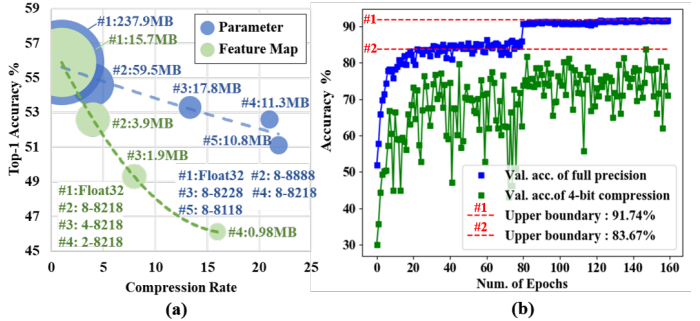 59
57
55
53
51
49
47
45
Top-1 Accuracy %
#1:237.9MB
#1:15.7MB
Parameter
Feature Map
#2:59.5MB
#3:17.8MB
#4:11.3MB
#2:3.9MB
#5:10.8MB
#3:1.9MB
#1:Float32 #2: 8-8888
#3: 8-8228 #4: 8-8218
#5: 8-8118
#1:Float32
#2: 8-8218
#3: 4-8218
#4: 2-8218
#4:0.98MB
0 5 10 15 20 25
Compression Rate
(a)
90
80
70
60
50
40
30
Accuracy %
#1
#2
Val. acc. of full precision
Val. acc.of 4-bit compression
#1
Upper boundary : 91.74%
#2
Upper boundary : 83.67%
0 20 40 60 80 100 120 140 160
Num. of Epochs
(b)